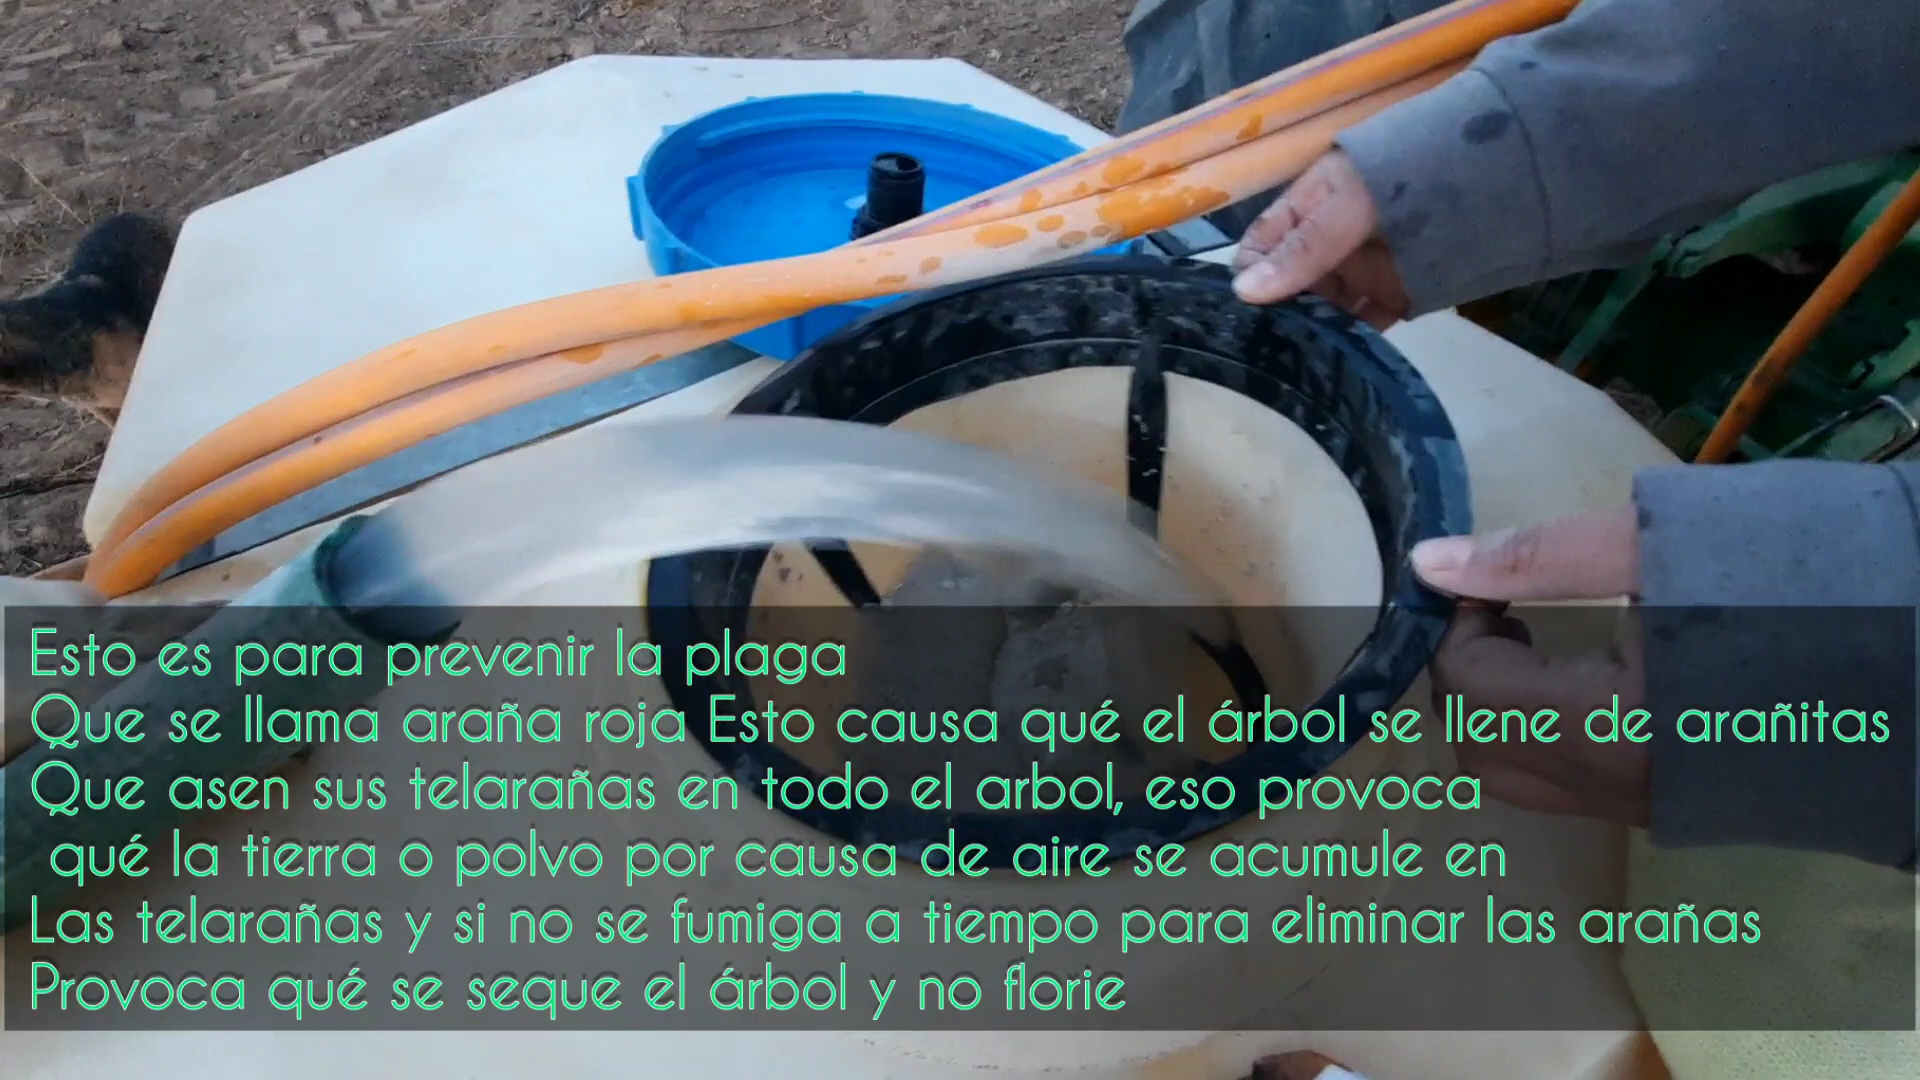 Esto es para prevenir la plaga
Que se llama araña roja Esto causa qué el árbol se llene de arañitas
Que asen sus telarañas en todo el arbol, eso provoca
qué la tierra o polvo por causa de aire se acumule en
Las telarañas y si no se fumiga a tiempo para eliminar las arañas
Provoca qué se seque el árbol y no florie